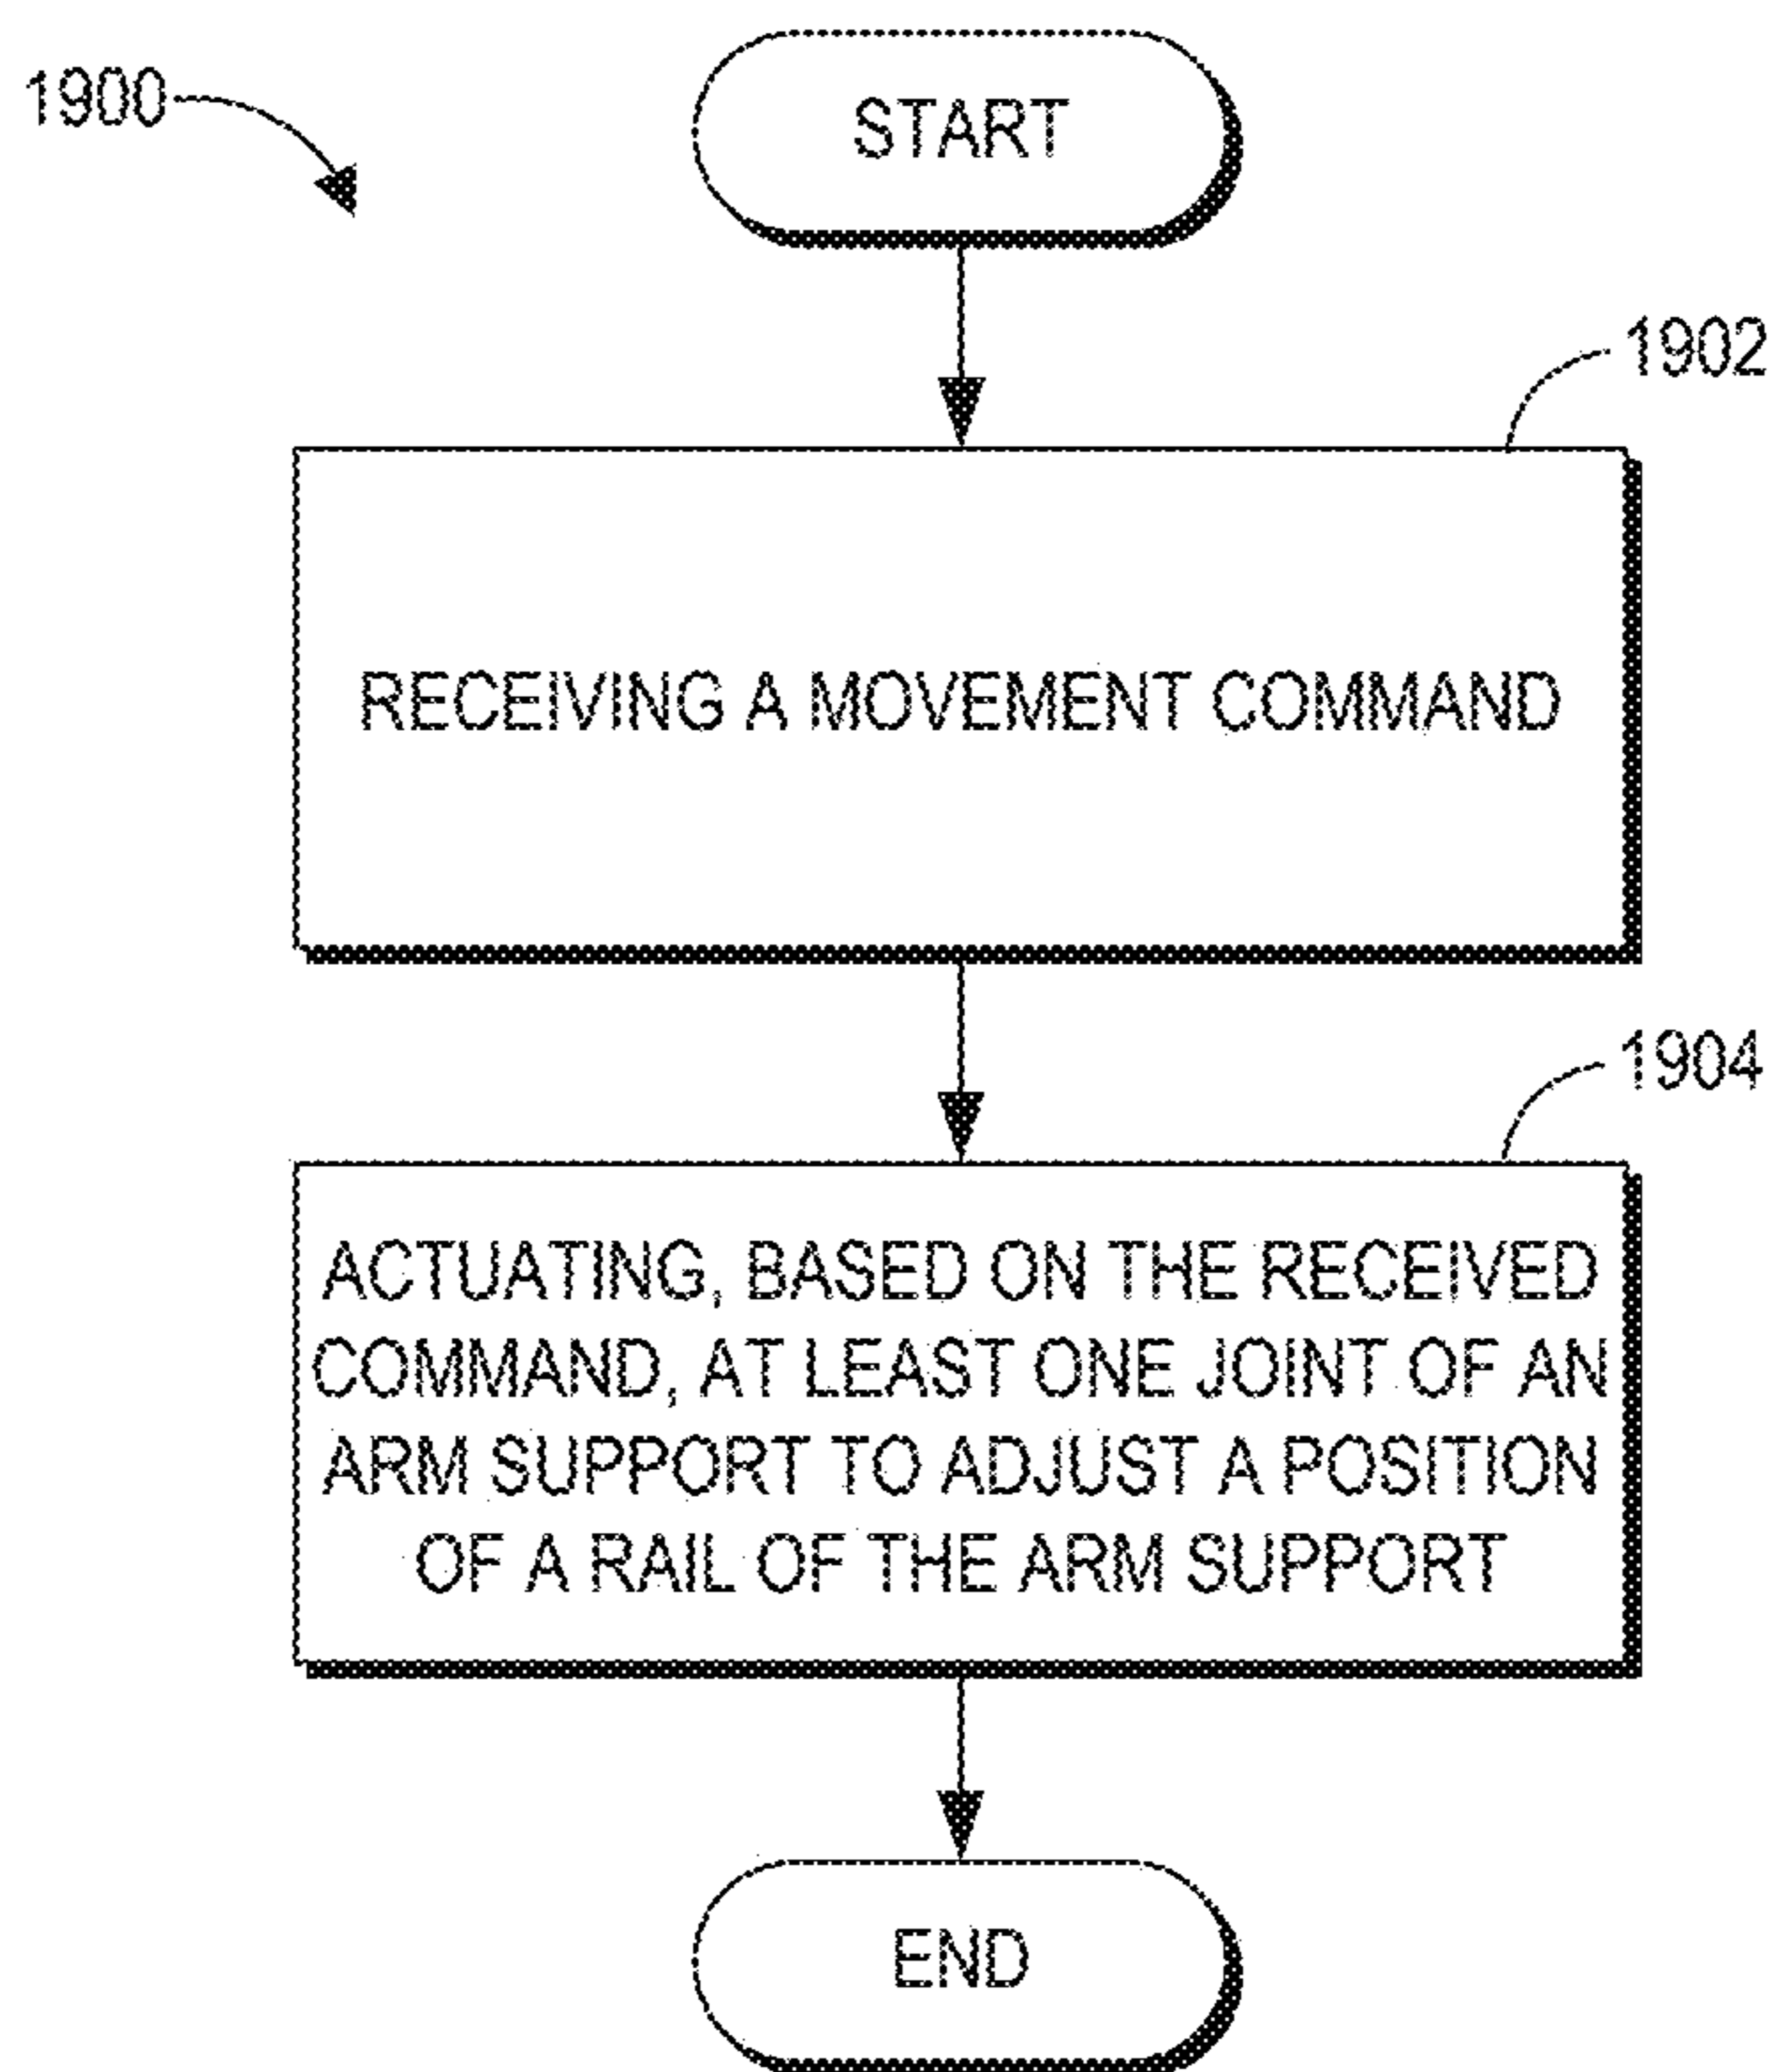 1900
START
1902
RECEIVING A MOVEMENT COMMAND
1904
ACTUATING, BASED ON THE RECEIVED
COMMAND, AT LEAST ONE JOINT OF AN
ARM SUPPORT TO ADJUST A POSITION
OF A RAIL OF THE ARM SUPPORT
END